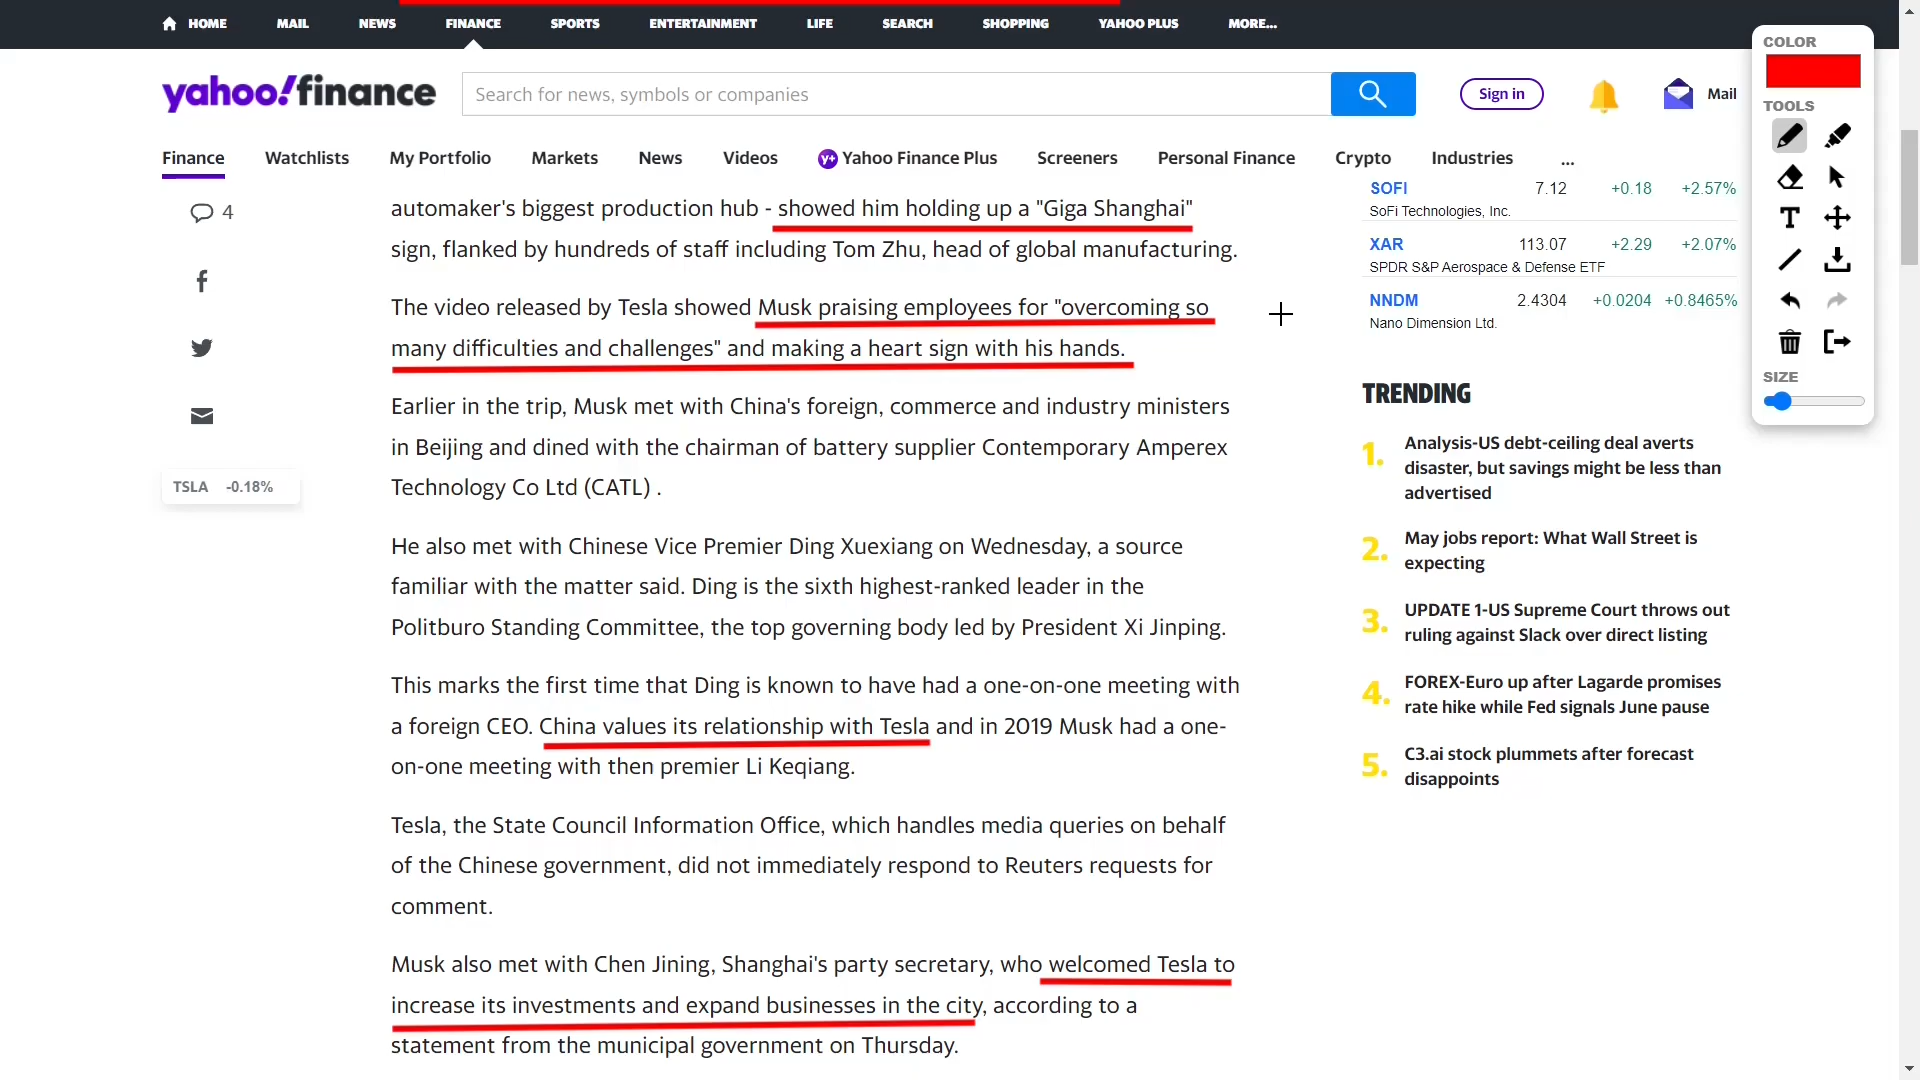 HOME MAIL NEWS FINANCE SPORTS ENTERTAINMENT LIFE SEARCH SHOPPING YAHOO PLUS MORE...
yahoo!finance
Search for news, symbols or companies
Sign in
Mail
Finance Watchlists My Portfolio Markets News Videos y+ Yahoo Finance Plus Screeners Personal Finance Crypto Industries ...
4
TSLA -0.18%
automaker's biggest production hub - showed him holding up a "Giga Shanghai"
sign, flanked by hundreds of staff including Tom Zhu, head of global manufacturing.
The video released by Tesla showed Musk praising employees for "overcoming so
many difficulties and challenges" and making a heart sign with his hands.
Earlier in the trip, Musk met with China's foreign, commerce and industry ministers
in Beijing and dined with the chairman of battery supplier Contemporary Amperex
Technology Co Ltd (CATL) .
He also met with Chinese Vice Premier Ding Xuexiang on Wednesday, a source
familiar with the matter said. Ding is the sixth highest-ranked leader in the
Politburo Standing Committee, the top governing body led by President Xi Jinping.
This marks the first time that Ding is known to have had a one-on-one meeting with
a foreign CEO. China values its relationship with Tesla and in 2019 Musk had a one-
on-one meeting with then premier Li Keqiang.
Tesla, the State Council Information Office, which handles media queries on behalf
of the Chinese government, did not immediately respond to Reuters requests for
comment.
Musk also met with Chen Jining, Shanghai's party secretary, who welcomed Tesla to
increase its investments and expand businesses in the city, according to a
statement from the municipal government on Thursday.
SOFI 7.12 +0.18 +2.57%
SoFi Technologies, Inc.
XAR 113.07 +2.29 +2.07%
SPDR S&P Aerospace & Defense ETF
NNDM 2.4304 +0.0204 +0.8465%
Nano Dimension Ltd.
TRENDING
1. Analysis-US debt-ceiling deal averts
disaster, but savings might be less than
advertised
2. May jobs report: What Wall Street is
expecting
3. UPDATE 1-US Supreme Court throws out
ruling against Slack over direct listing
4. FOREX-Euro up after Lagarde promises
rate hike while Fed signals June pause
5. C3.ai stock plummets after forecast
disappoints
COLOR
TOOLS
T
SIZE